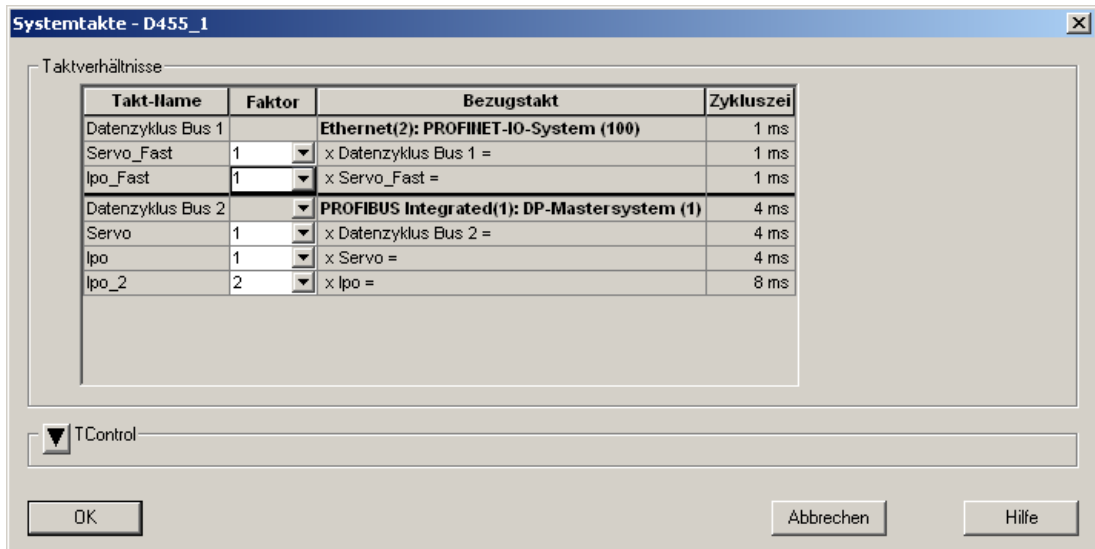 Systemtakte - D455_1
Taktverhältnisse
Takt-Name Faktor Bezugstakt Zykluszei
Datenzyklus Bus 1 Ethernet(2): PROFINET-IO-System (100) 1 ms
Servo_Fast 1 x Datenzyklus Bus 1 = 1 ms
Ipo_Fast 1 x Servo_Fast = 1 ms
Datenzyklus Bus 2 PROFIBUS Integrated(1): DP-Mastersystem (1) 4 ms
Servo 1 x Datenzyklus Bus 2 = 4 ms
Ipo 1 x Servo = 4 ms
Ipo_2 2 x Ipo = 8 ms
TControl
OK Abbrechen Hilfe